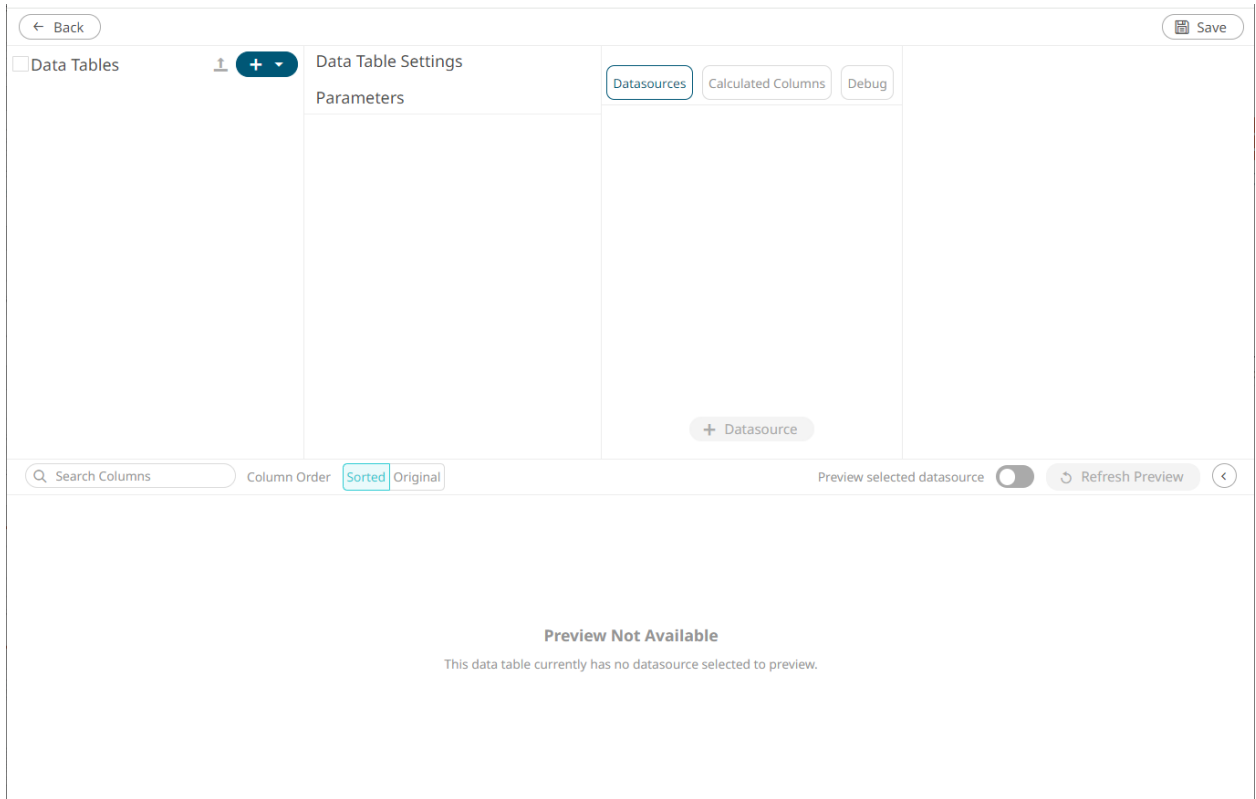 Back
Save
Data Tables
Data Table Settings
Parameters
Datasources
Calculated Columns
Debug
Datasource
Search Columns
Column Order
Sorted
Original
Preview selected datasource
Refresh Preview
Preview Not Available
This data table currently has no datasource selected to preview.